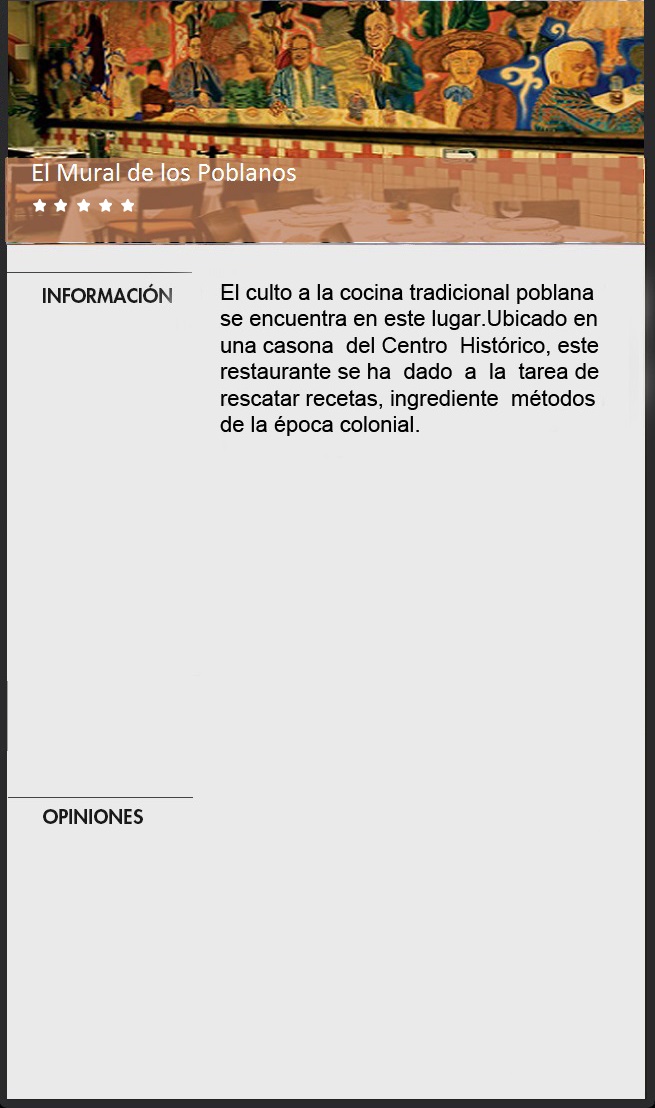 El Mural de los Poblanos
INFORMACIÓN
El culto a la cocina tradicional poblana
se encuentra en este lugar.Ubicado en
una casona del Centro Histórico, este
restaurante se ha dado a la tarea de
rescatar recetas, ingrediente métodos
de la época colonial.
OPINIONES